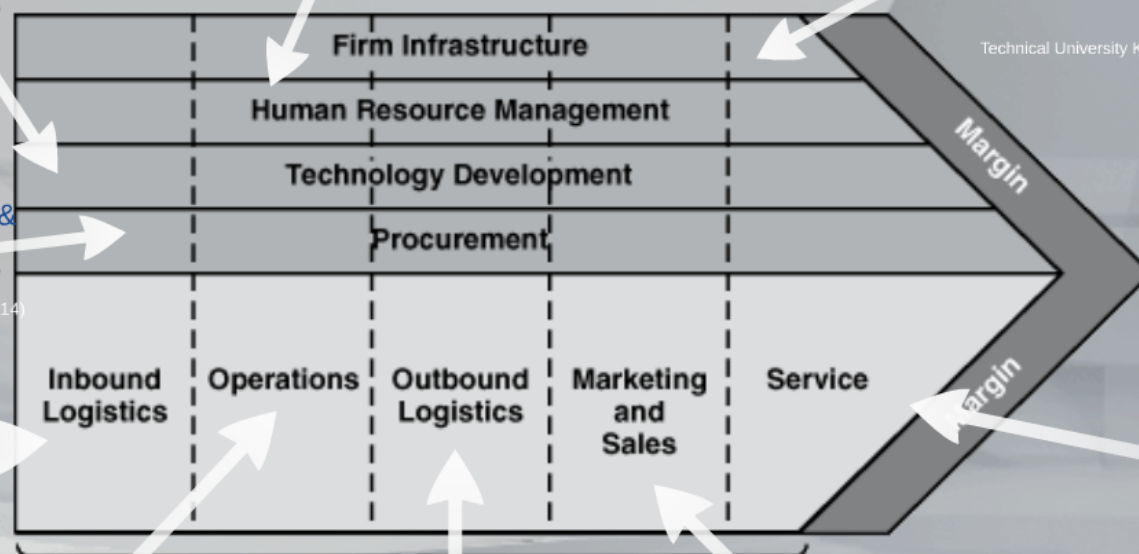 Firm Infrastructure
Technical University K
Human Resource Management
Margin
Technology Development
&
Procurement
14)
Inbound
Logistics
Operations
Outbound
Logistics
Marketing
and
Sales
Service
Margin